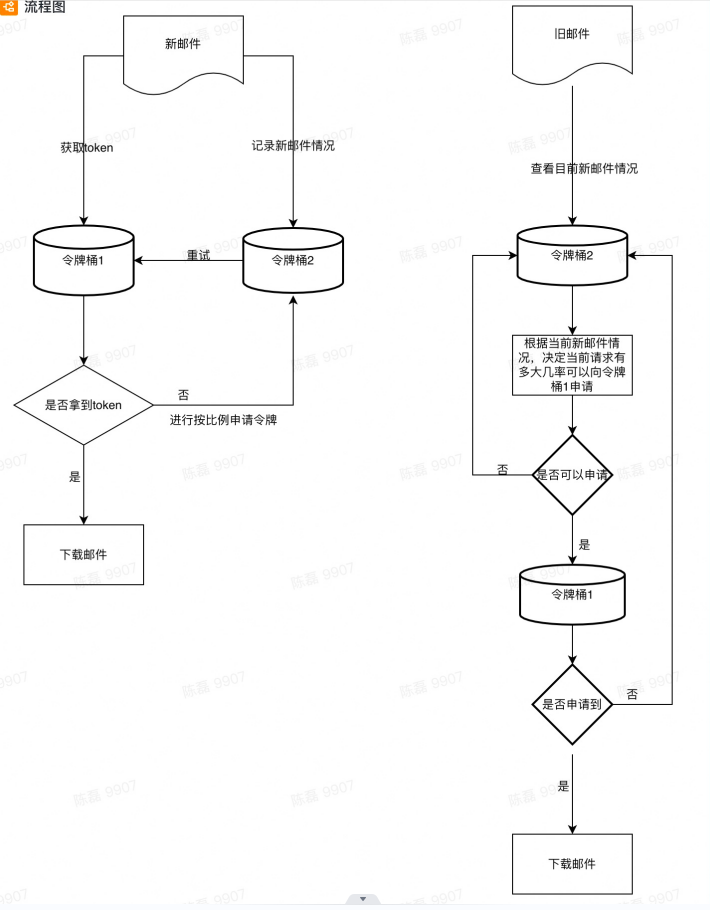 流程图
新邮件
获取token
记录新邮件情况
令牌桶1
重试
令牌桶2
是否拿到token
否
进行按比例申请令牌
是
下载邮件
旧邮件
查看目前新邮件情况
令牌桶2
根据当前新邮件情
况，决定当前请求有
多大几率可以向令牌
桶1申请
是否可以申请
否
是
令牌桶1
是否申请到
否
是
下载邮件
陈磊 9907